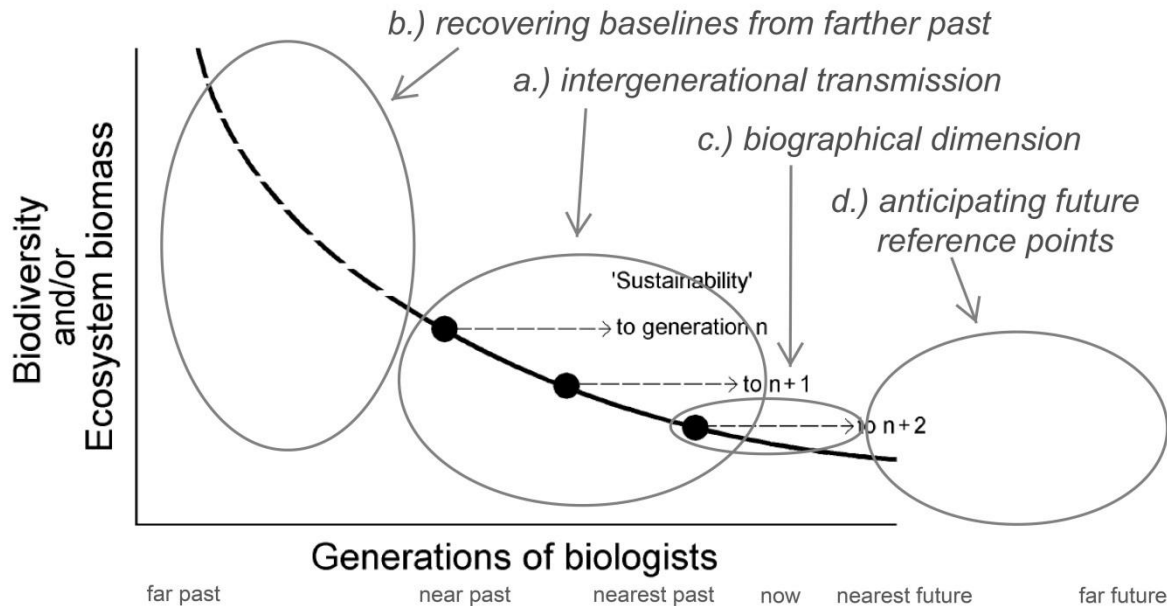 b.) recovering baselines from farther past
a.) intergenerational transmission
c.) biographical dimension
d.) anticipating future
reference points
Biodiversity
and/or
Ecosystem biomass
'Sustainability'
to generation n
to n + 1
to n + 2
Generations of biologists
far past
near past
nearest past
now
nearest future
far future